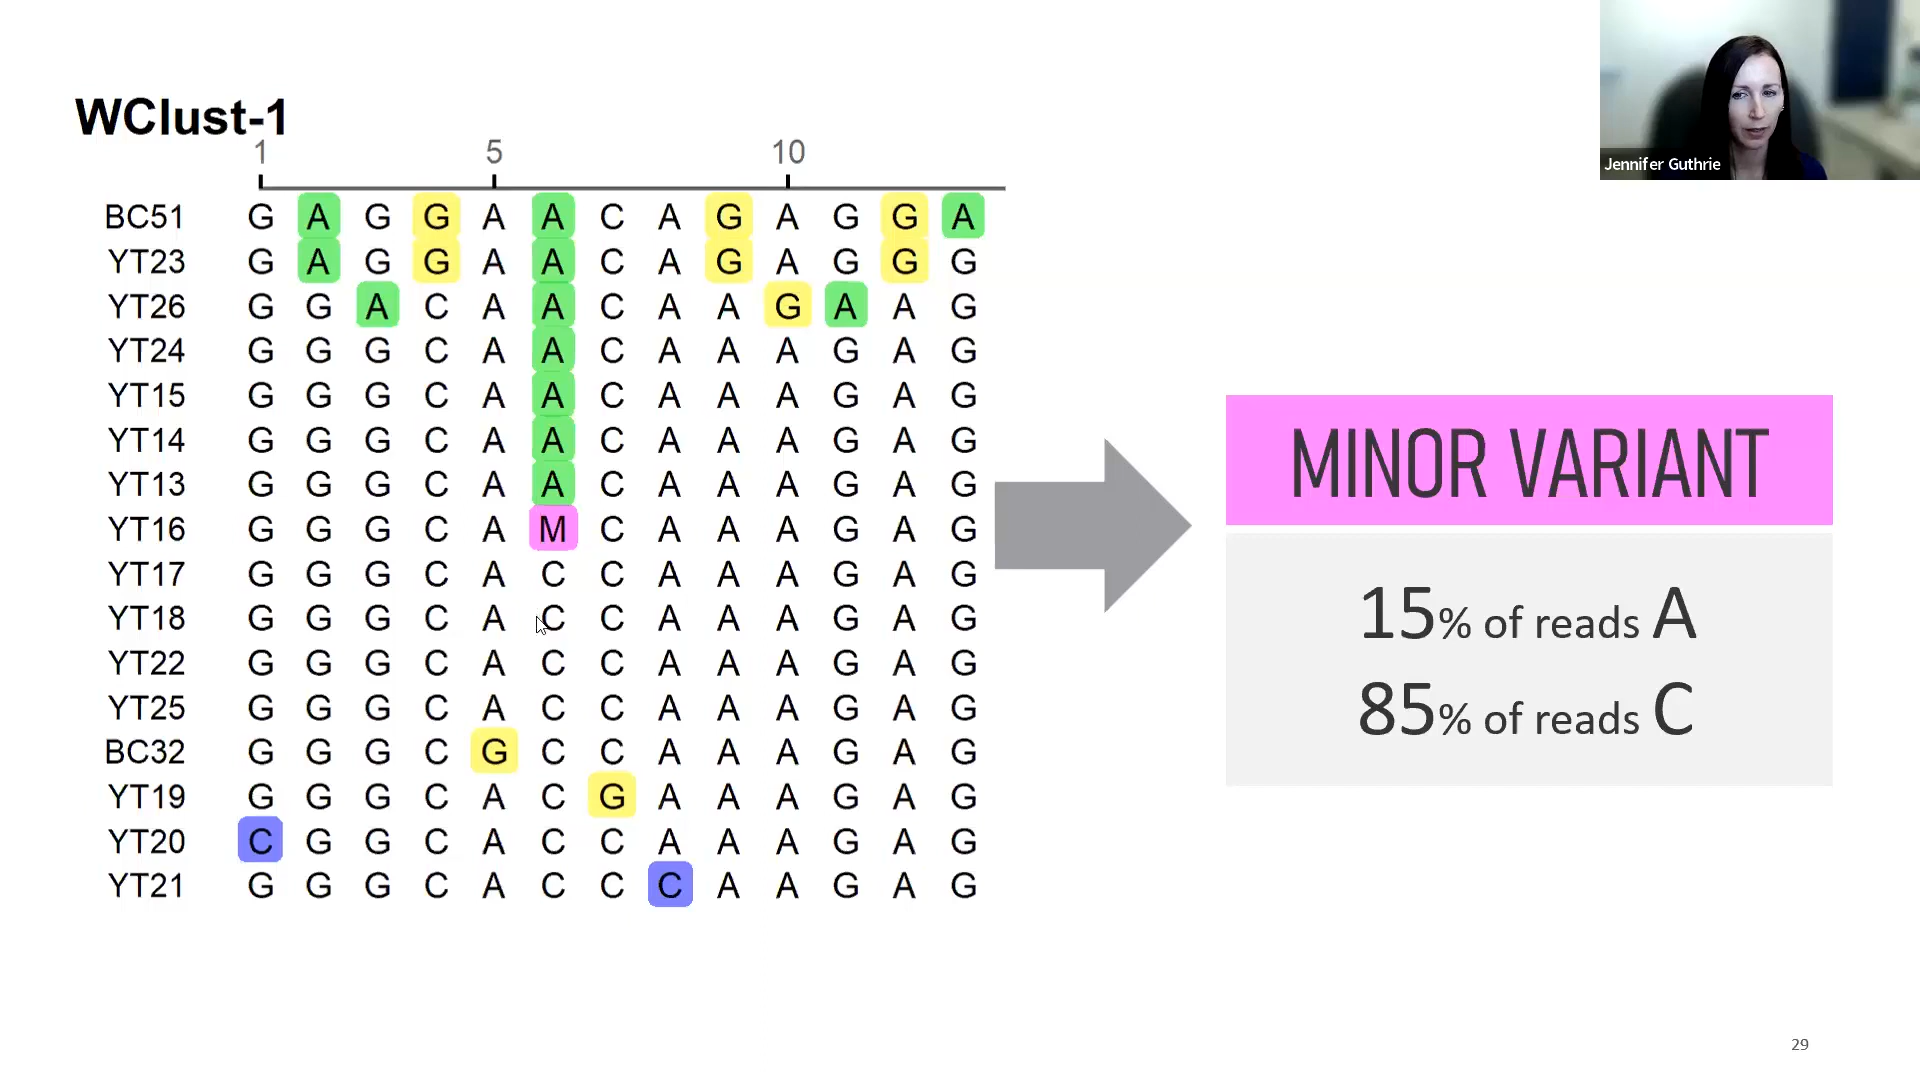 Jennifer Guthrie
WClust-1
1 5 10
BC51 G A G G A A C A G A G G A
YT23 G A G G A A C A G A G G G
YT26 G G A C A A C A A G A A G
YT24 G G G C A A C A A A G A G
YT15 G G G C A A C A A A G A G
YT14 G G G C A A C A A A G A G
YT13 G G G C A A C A A A G A G
YT16 G G G C A M C A A A G A G
YT17 G G G C A C C A A A G A G
YT18 G G G C A C C A A A G A G
YT22 G G G C A C C A A A G A G
YT25 G G G C A C C A A A G A G
BC32 G G G C G C C A A A G A G
YT19 G G G C A C G A A A G A G
YT20 C G G C A C C A A A G A G
YT21 G G G C A C C C A A G A G
MINOR VARIANT
15% of reads A
85% of reads C
29